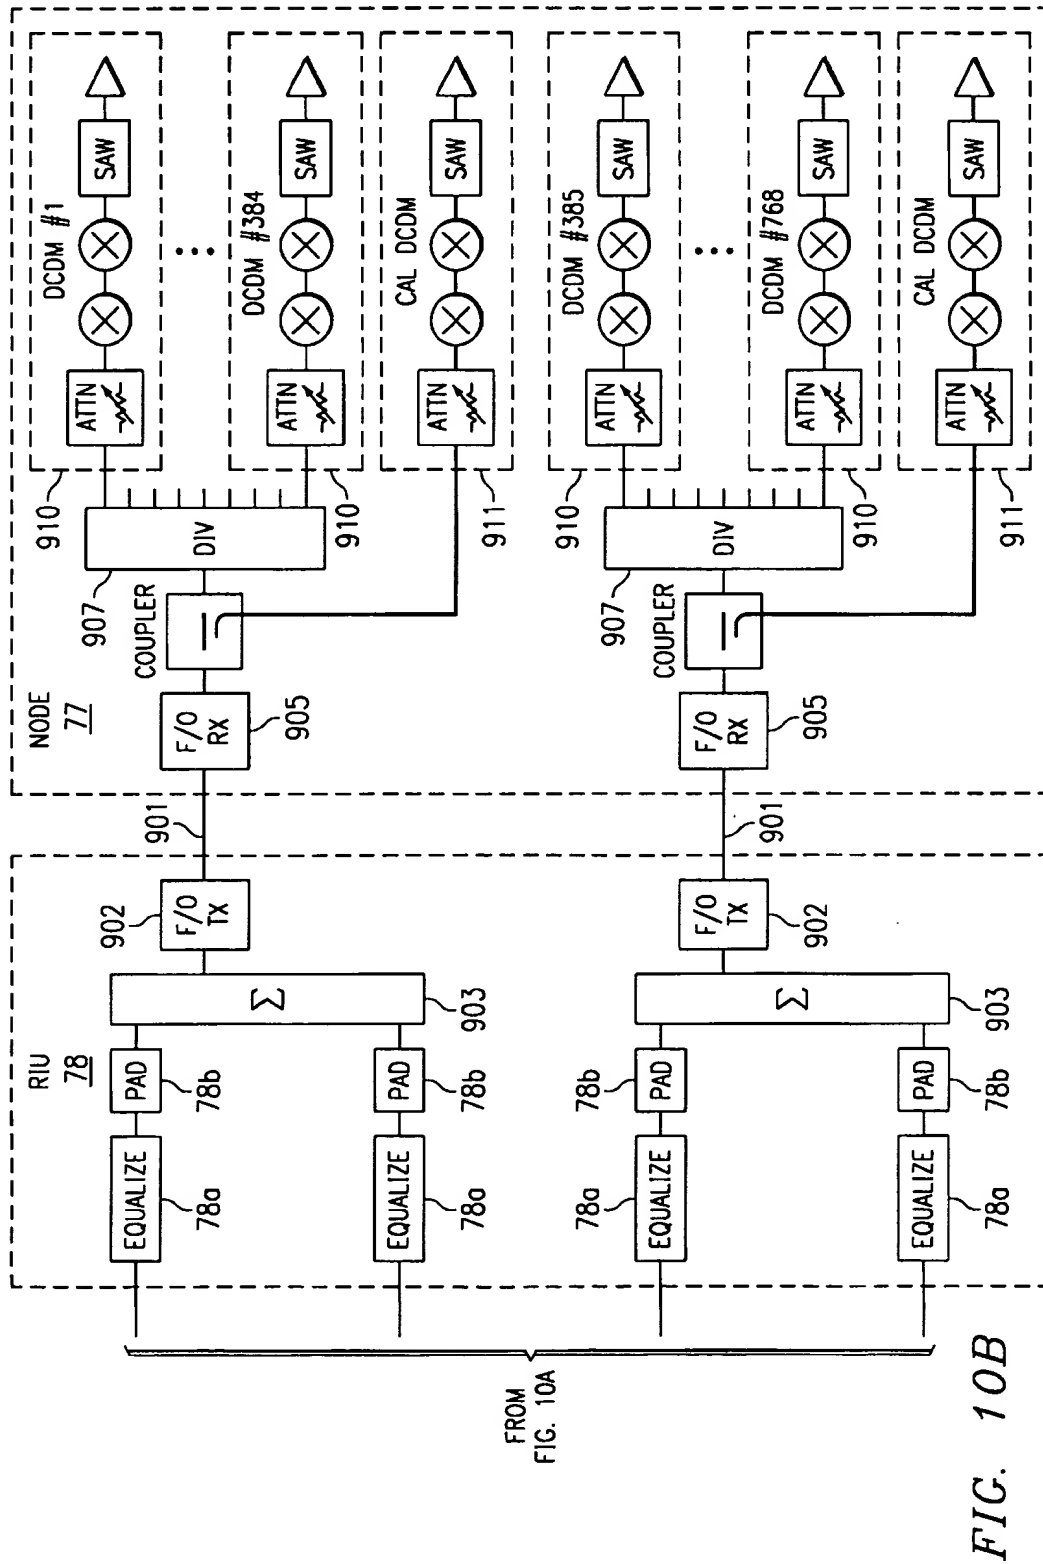 NODE
77
COUPLER
907
DIV
910
DCDM #1
ATTN
SAW
910
DCDM #384
ATTN
SAW
911
CAL DCDM
ATTN
SAW
F/O
RX
905
901
COUPLER
907
DIV
910
DCDM #385
ATTN
SAW
910
DCDM #768
ATTN
SAW
911
CAL DCDM
ATTN
SAW
F/O
RX
905
901
RIU
78
902
F/O
TX
Σ
903
PAD
78b
PAD
78b
EQUALIZE
78a
EQUALIZE
78a
F/O
TX
902
Σ
903
78b
PAD
PAD
78b
78a
EQUALIZE
EQUALIZE
78a
FROM
FIG. 10A
FIG. 10B